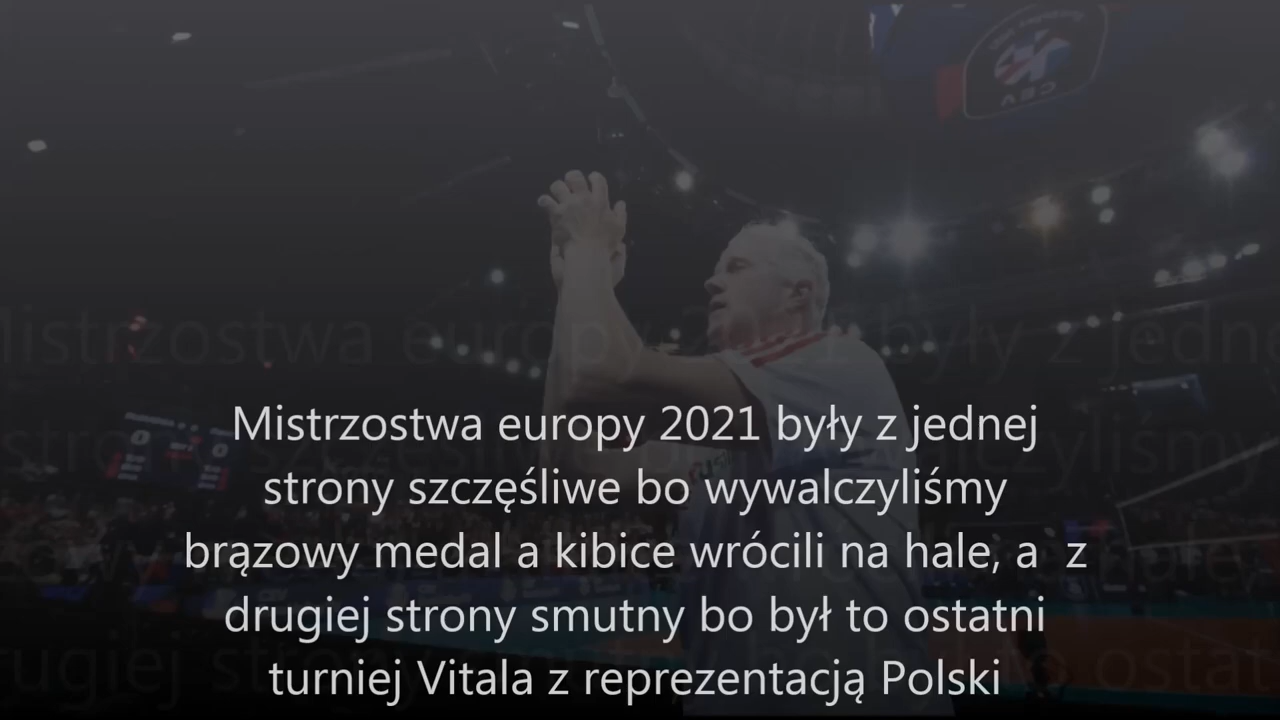 Mistrzostwa europy 2021 były z jednej
strony szczęśliwe bo wywalczyliśmy
brązowy medal a kibice wrócili na hale, a  z
drugiej strony smutny bo był to ostatni
turniej Vitala z reprezentacją Polski